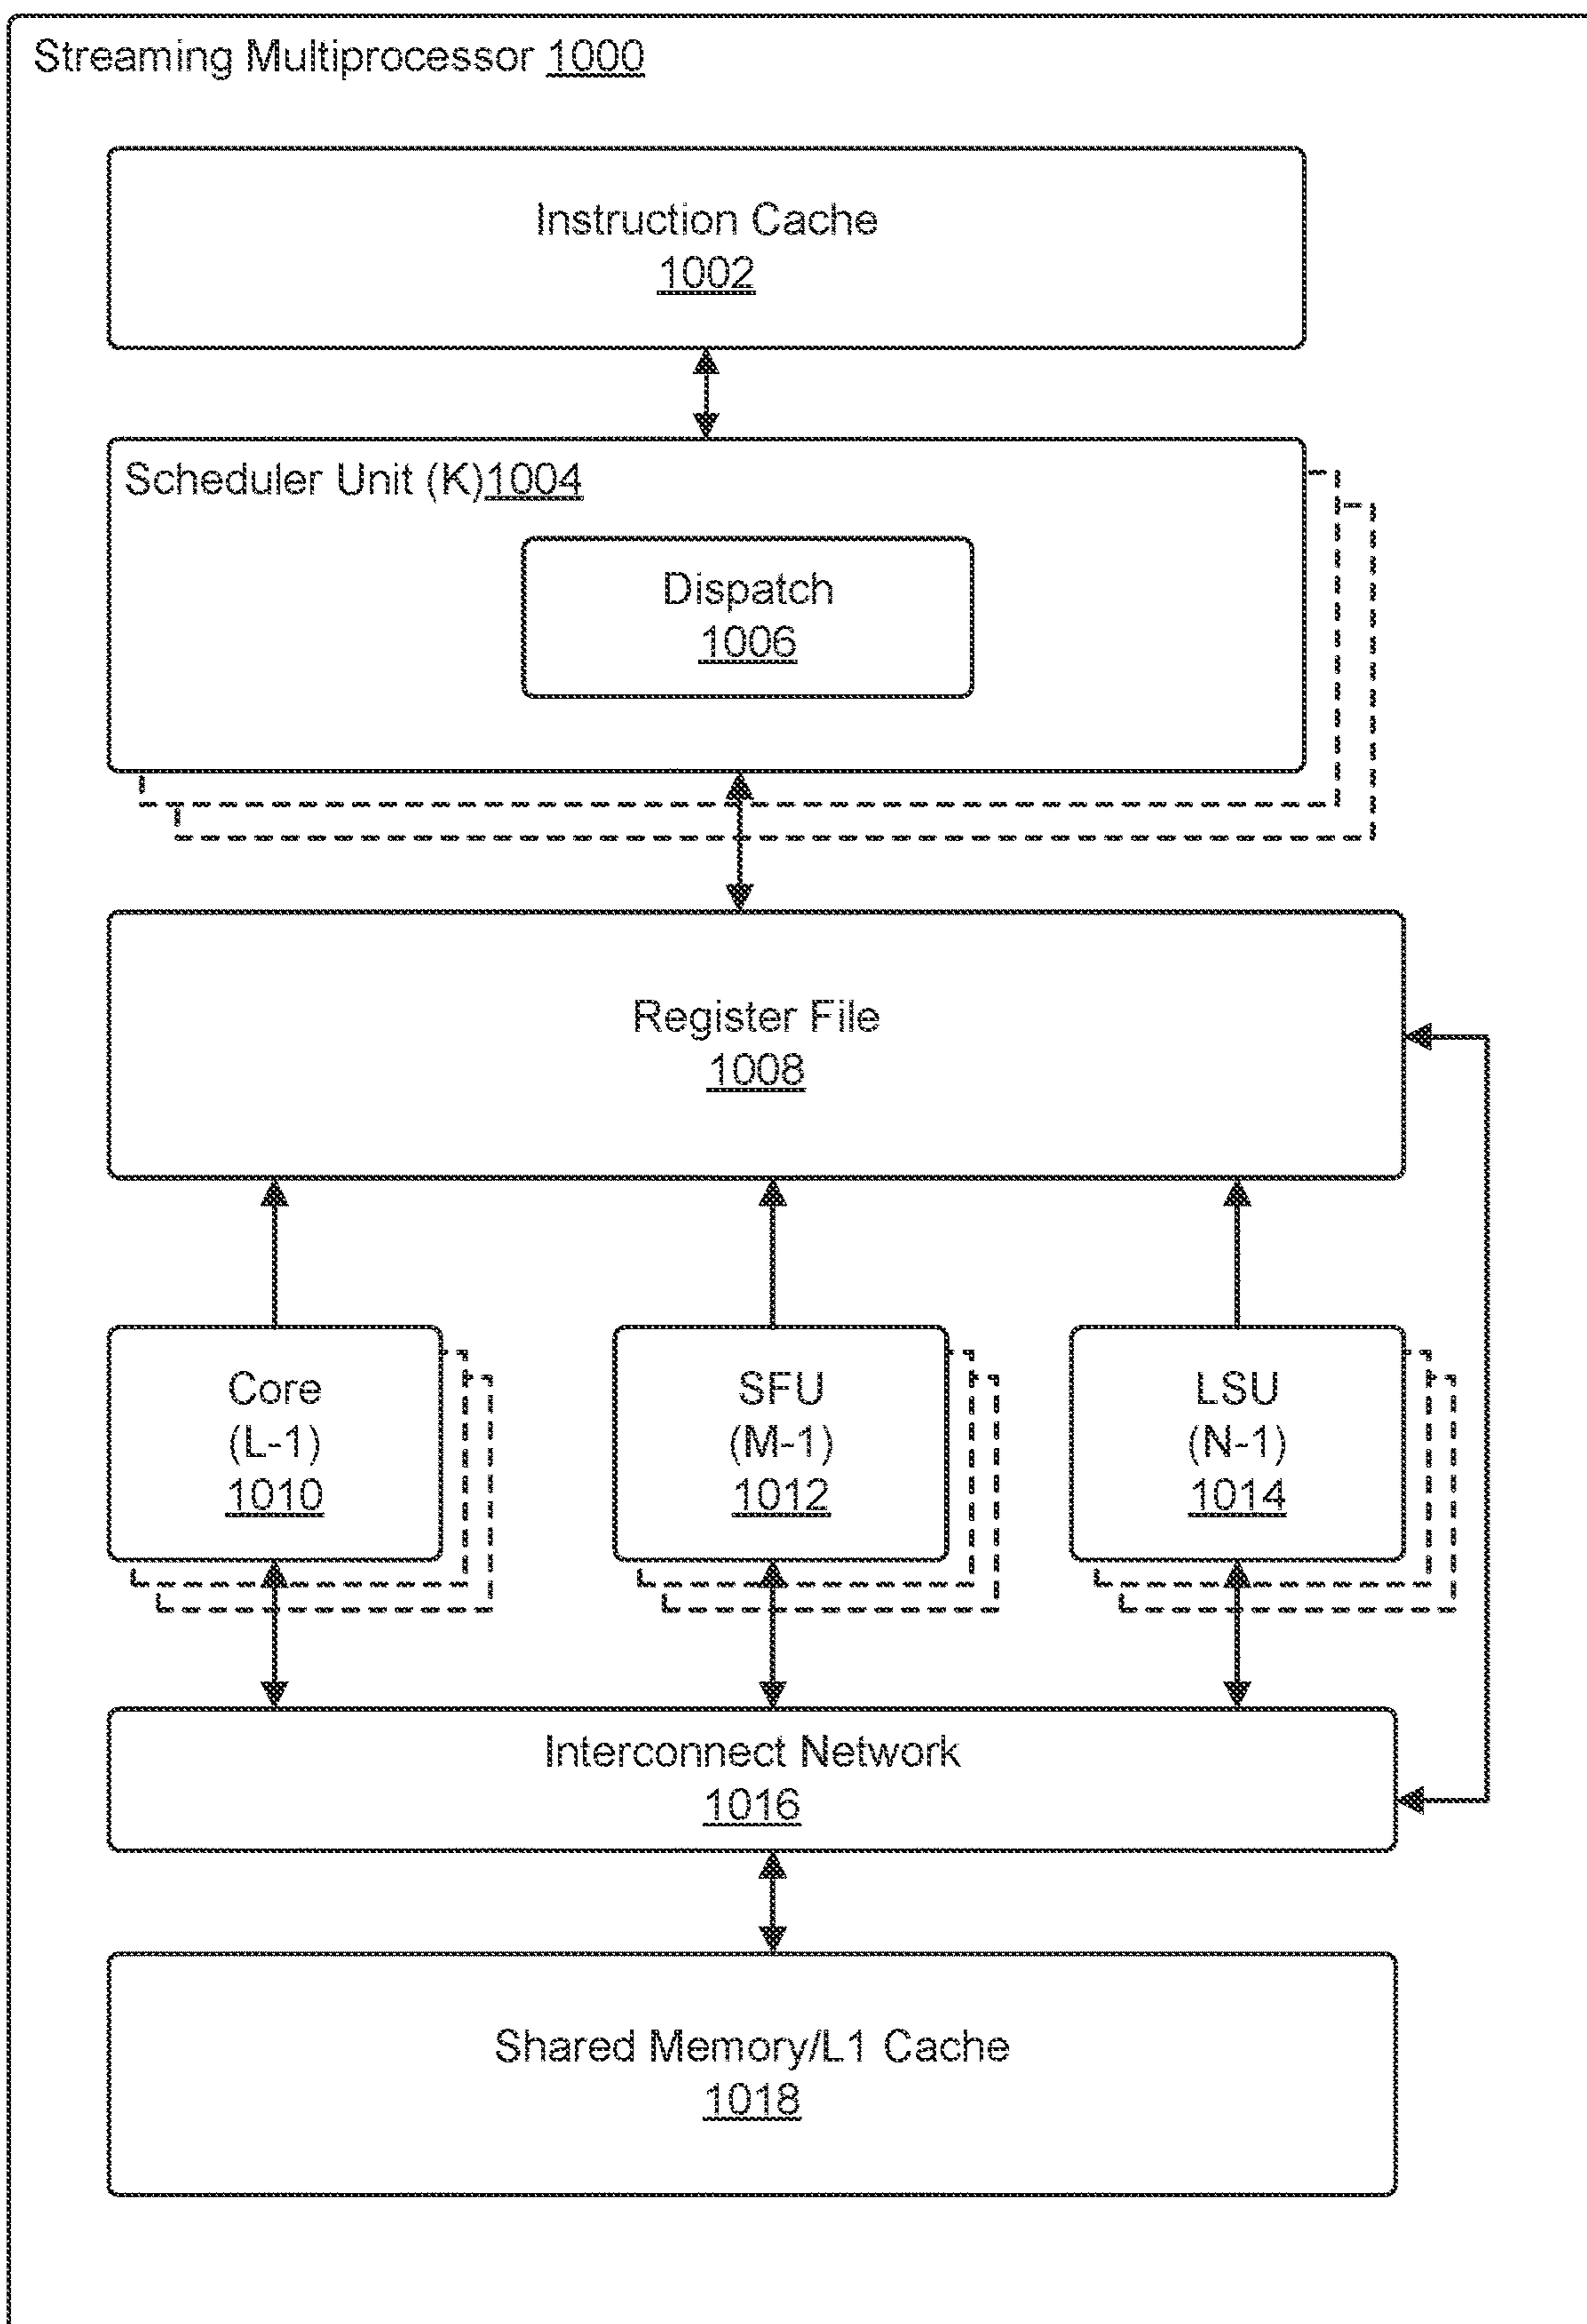 Streaming Multiprocessor 1000
Instruction Cache
1002
Scheduler Unit (K)1004
Dispatch
1006
Register File
1008
Core
(L-1)
1010
SFU
(M-1)
1012
LSU
(N-1)
1014
Interconnect Network
1016
Shared Memory/L1 Cache
1018